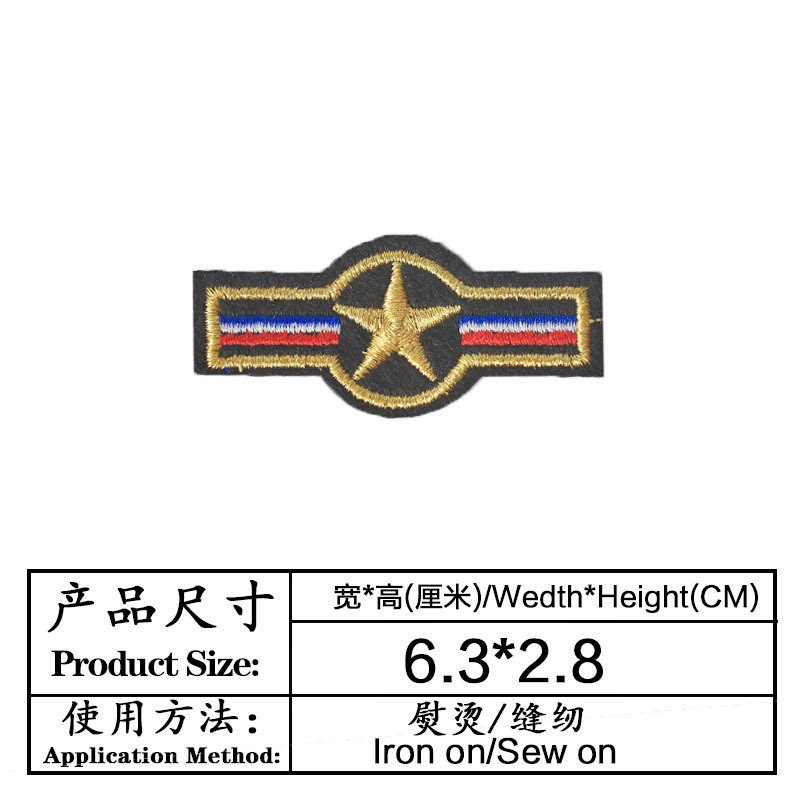 产品尺寸
Product Size:
宽*高(厘米)/Wedth*Height(CM)
6.3*2.8
使用方法：
Application Method:
熨烫/缝纫
Iron on/Sew on